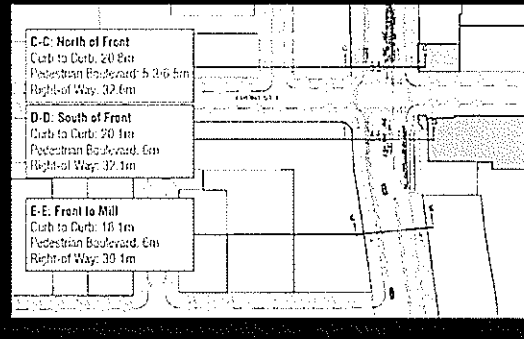 C-C: North of Front
Curb to Curb: 20.8m
Pedestrian Boulevard: 5.3-6.5m
Right-of Way: 32.6m
D-D: South of Front
Curb to Curb: 20.1m
Pedestrian Boulevard: 6m
Right-of Way: 32.1m
E-E: Front to Mill
Curb to Curb: 18.1m
Pedestrian Boulevard: 6m
Right-of Way: 30.1m